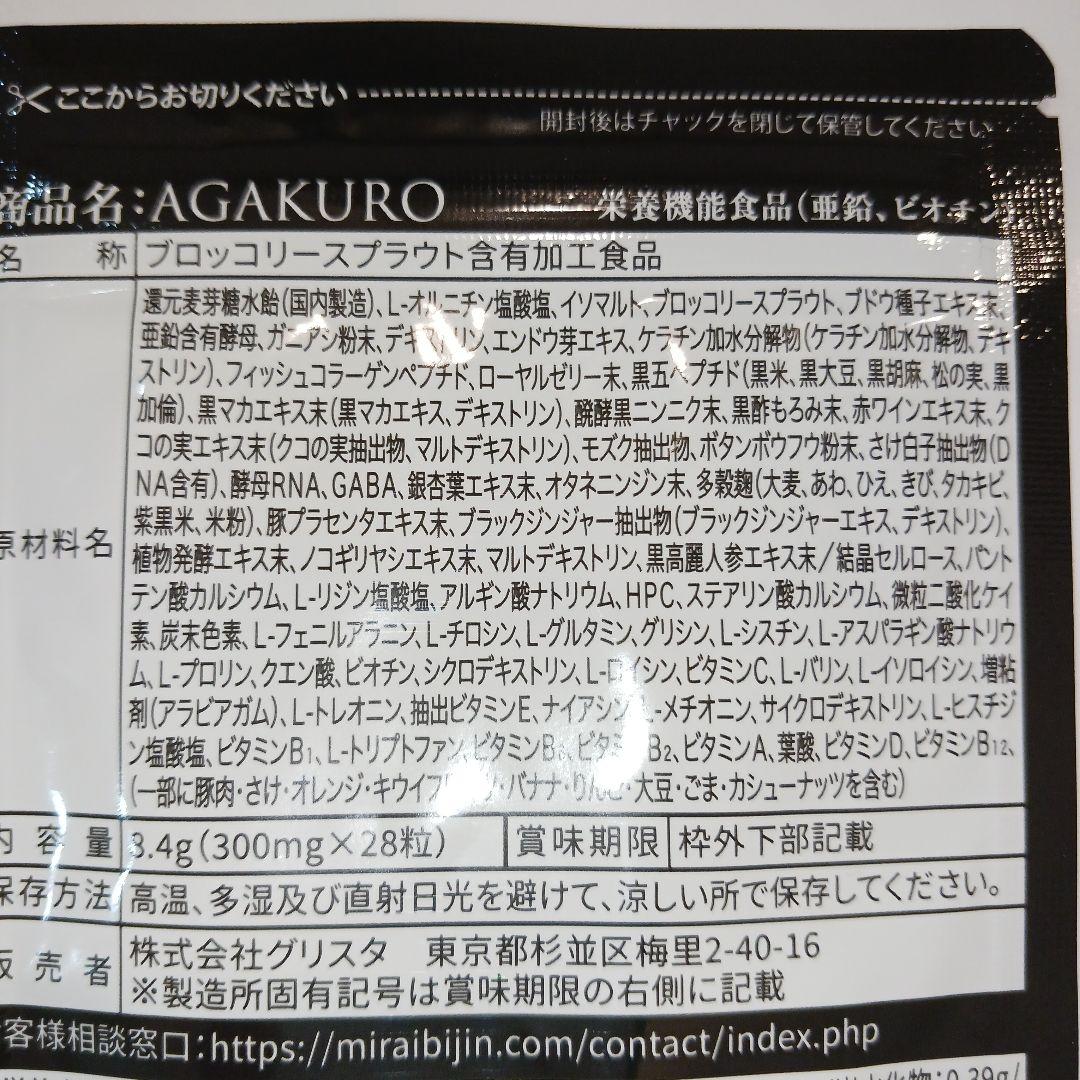 ここからお切りください
開封後はチャックを閉じて保管してください
商品名:AGAKURO 栄養機能食品(亜鉛、ビオチン)
名 称 ブロッコリースプラウト含有加工食品
原材料名
還元麦芽糖水飴(国内製造)、L-オルニチン塩酸塩、イソマルト、ブロッコリースプラウト、ブドウ種子エキス末、
亜鉛含有酵母、ガニアシ粉末、デキストリン、エンドウ芽エキス、ケラチン加水分解物(ケラチン加水分解物、デキ
ストリン)、フィッシュコラーゲンペプチド、ローヤルゼリー末、黒五ペプチド(黒米、黒大豆、黒胡麻、松の実、黒
加倫)、黒マカエキス末(黒マカエキス、デキストリン)、醗酵黒ニンニク末、黒酢もろみ末、赤ワインエキス末、ク
コの実エキス末(クコの実抽出物、マルトデキストリン)、モズク抽出物、ボタンボウフウ粉末、さけ白子抽出物(D
NA含有)、酵母RNA、GABA、銀杏葉エキス末、オタネニンジン末、多穀麹(大麦、あわ、ひえ、きび、タカキビ、
紫黒米、米粉)、豚プラセンタエキス末、ブラックジンジャー抽出物(ブラックジンジャーエキス、デキストリン)、
植物発酵エキス末、ノコギリヤシエキス末、マルトデキストリン、黒高麗人参エキス末/結晶セルロース、パント
テン酸カルシウム、L-リジン塩酸塩、アルギン酸ナトリウム、HPC、ステアリン酸カルシウム、微粒二酸化ケイ
素、炭末色素、L-フェニルアラニン、L-チロシン、L-グルタミン、グリシン、L-シスチン、L-アスパラギン酸ナトリウ
ム、L-プロリン、クエン酸、ビオチン、シクロデキストリン、L-ロイシン、ビタミンC、L-バリン、L-イソロイシン、増粘
剤(アラビアガム)、L-トレオニン、抽出ビタミンE、ナイアシン、L-メチオニン、サイクロデキストリン、L-ヒスチジ
ン塩酸塩、ビタミンB1、L-トリプトファン、ビタミンB6、ビタミンB2、ビタミンA、葉酸、ビタミンD、ビタミンB12、
(一部に豚肉・さけ・オレンジ・キウイフルーツ・バナナ・りんご・大豆・ごま・カシューナッツを含む)
内 容 量 8.4g(300mg×28粒) 賞味期限 枠外下部記載
保存方法 高温、多湿及び直射日光を避けて、涼しい所で保存してください。
販 売 者 株式会社グリスタ 東京都杉並区梅里2-40-16
※製造所固有記号は賞味期限の右側に記載
客様相談窓口:https://miraibijin.com/contact/index.php
:0.39g/